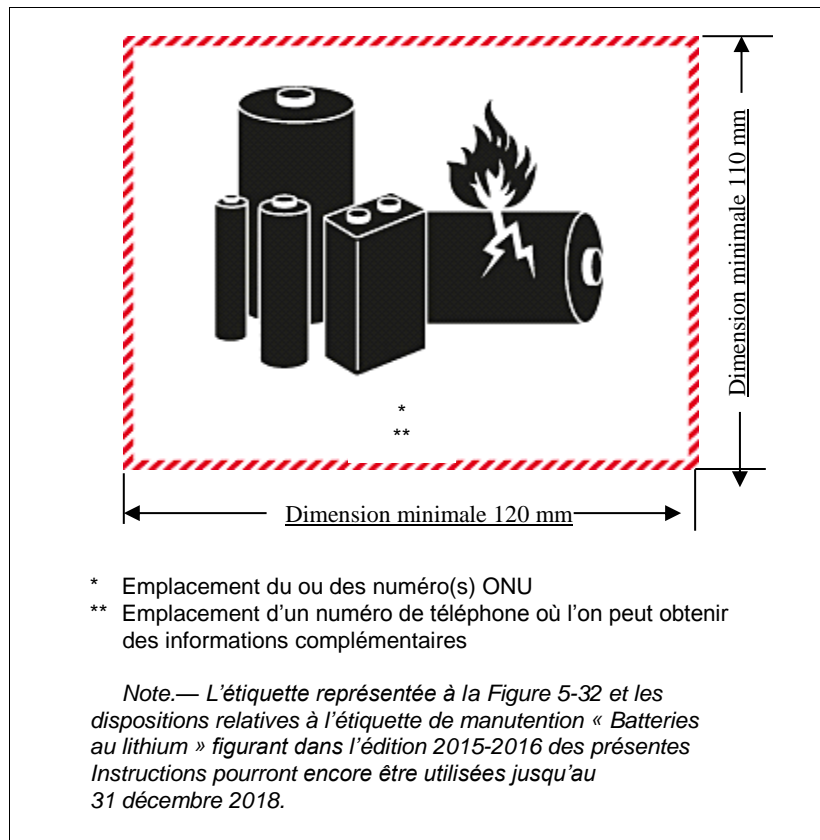 *
**
Dimension minimale 110 mm
Dimension minimale 120 mm
* Emplacement du ou des numéro(s) ONU
** Emplacement d'un numéro de téléphone où l'on peut obtenir
des informations complémentaires
Note.— L'étiquette représentée à la Figure 5-32 et les
dispositions relatives à l'étiquette de manutention « Batteries
au lithium » figurant dans l'édition 2015-2016 des présentes
Instructions pourront encore être utilisées jusqu'au
31 décembre 2018.